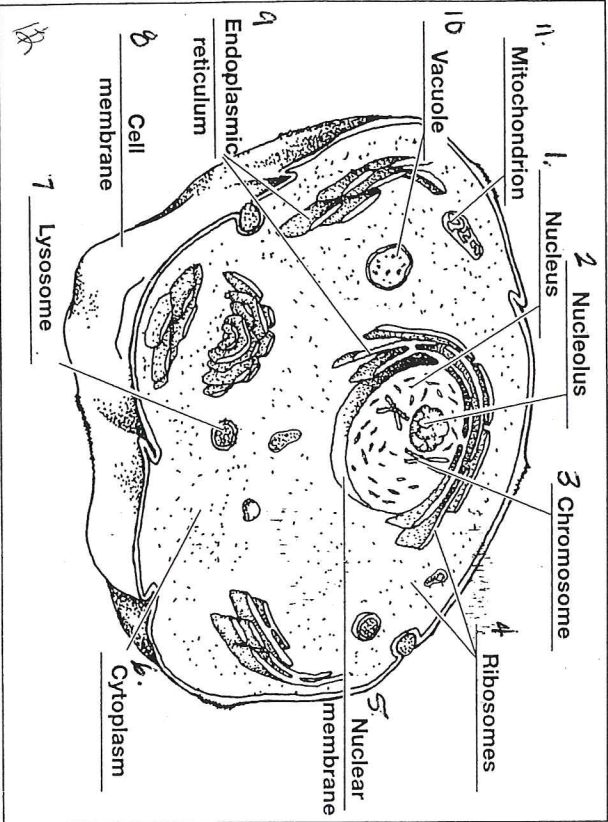 11. Mitochondrion
1. Nucleus
2 Nucleolus
3 Chromosome
4 Ribosomes
5. Nuclear
membrane
6. Cytoplasm
7 Lysosome
8 Cell
membrane
9 Endoplasmic
reticulum
10 Vacuole